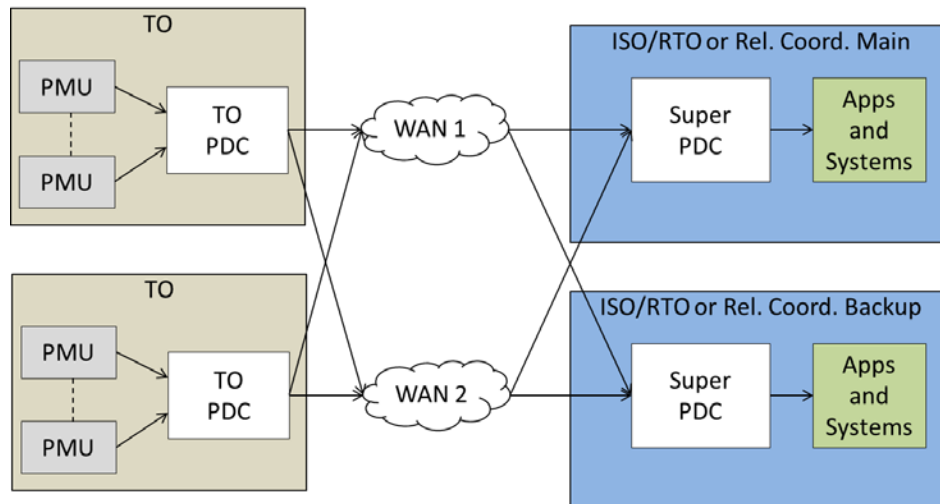 TO
PMU
PMU
TO
PDC
WAN 1
ISO/RTO or Rel. Coord. Main
Super
PDC
Apps
and
Systems
TO
PMU
PMU
TO
PDC
WAN 2
ISO/RTO or Rel. Coord. Backup
Super
PDC
Apps
and
Systems